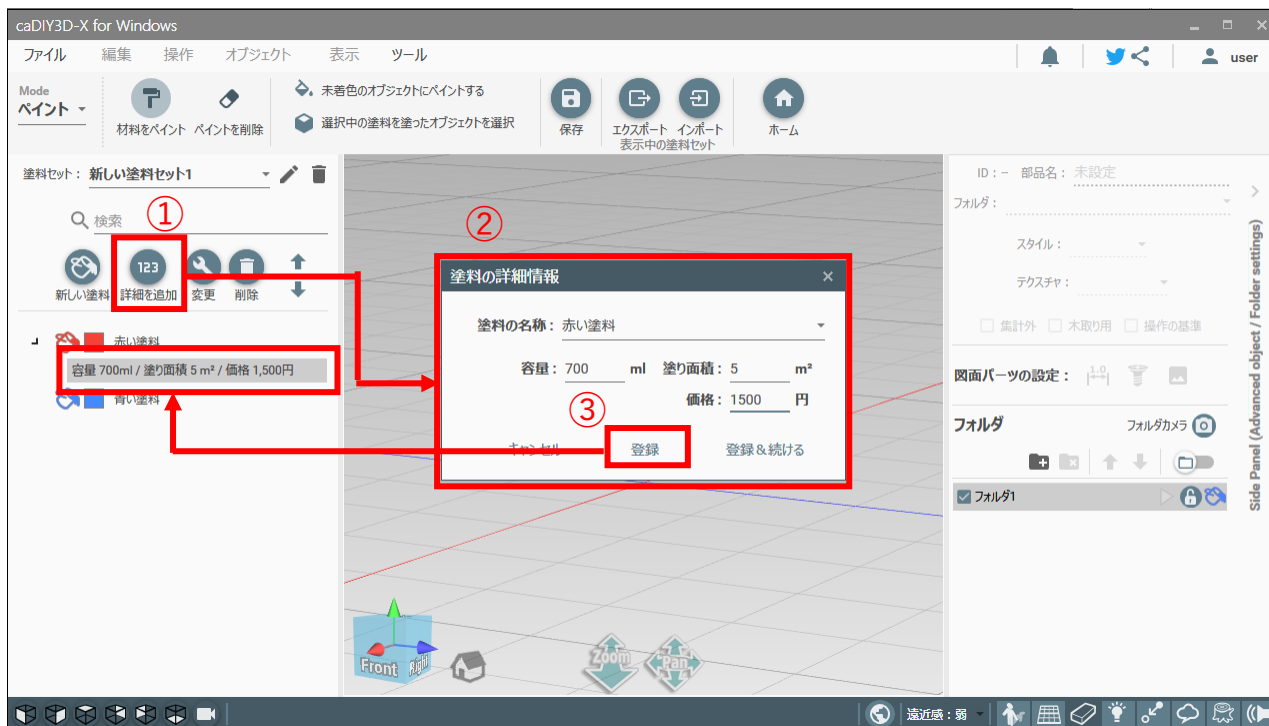 caDIY3D-X for Windows
ファイル 編集 操作 オブジェクト 表示 ツール user
Mode
ペイント
材料をペイント ペイントを削除
未着色のオブジェクトにペイントする
選択中の塗料を塗ったオブジェクトを選択
保存 エクスポート インポート ホーム
表示中の塗料セット
塗料セット： 新しい塗料セット1
検索
①
123
新しい塗料 詳細を追加 変更 削除
赤い塗料
容量 700ml / 塗り面積 5 m² / 価格 1,500円
青い塗料
②
塗料の詳細情報 ×
塗料の名称： 赤い塗料
容量： 700 ml 塗り面積： 5 m²
価格： 1500 円
③
キャンセル 登録 登録＆続ける
Front Right
Zoom Pan
ID：− 部品名： 未設定
フォルダ：
スタイル：
テクスチャ：
集計外 木取り用 操作の基準
図面パーツの設定： 1.0
フォルダ フォルダカメラ
フォルダ1
Side Panel (Advanced object / Folder settings)
遠近感：弱